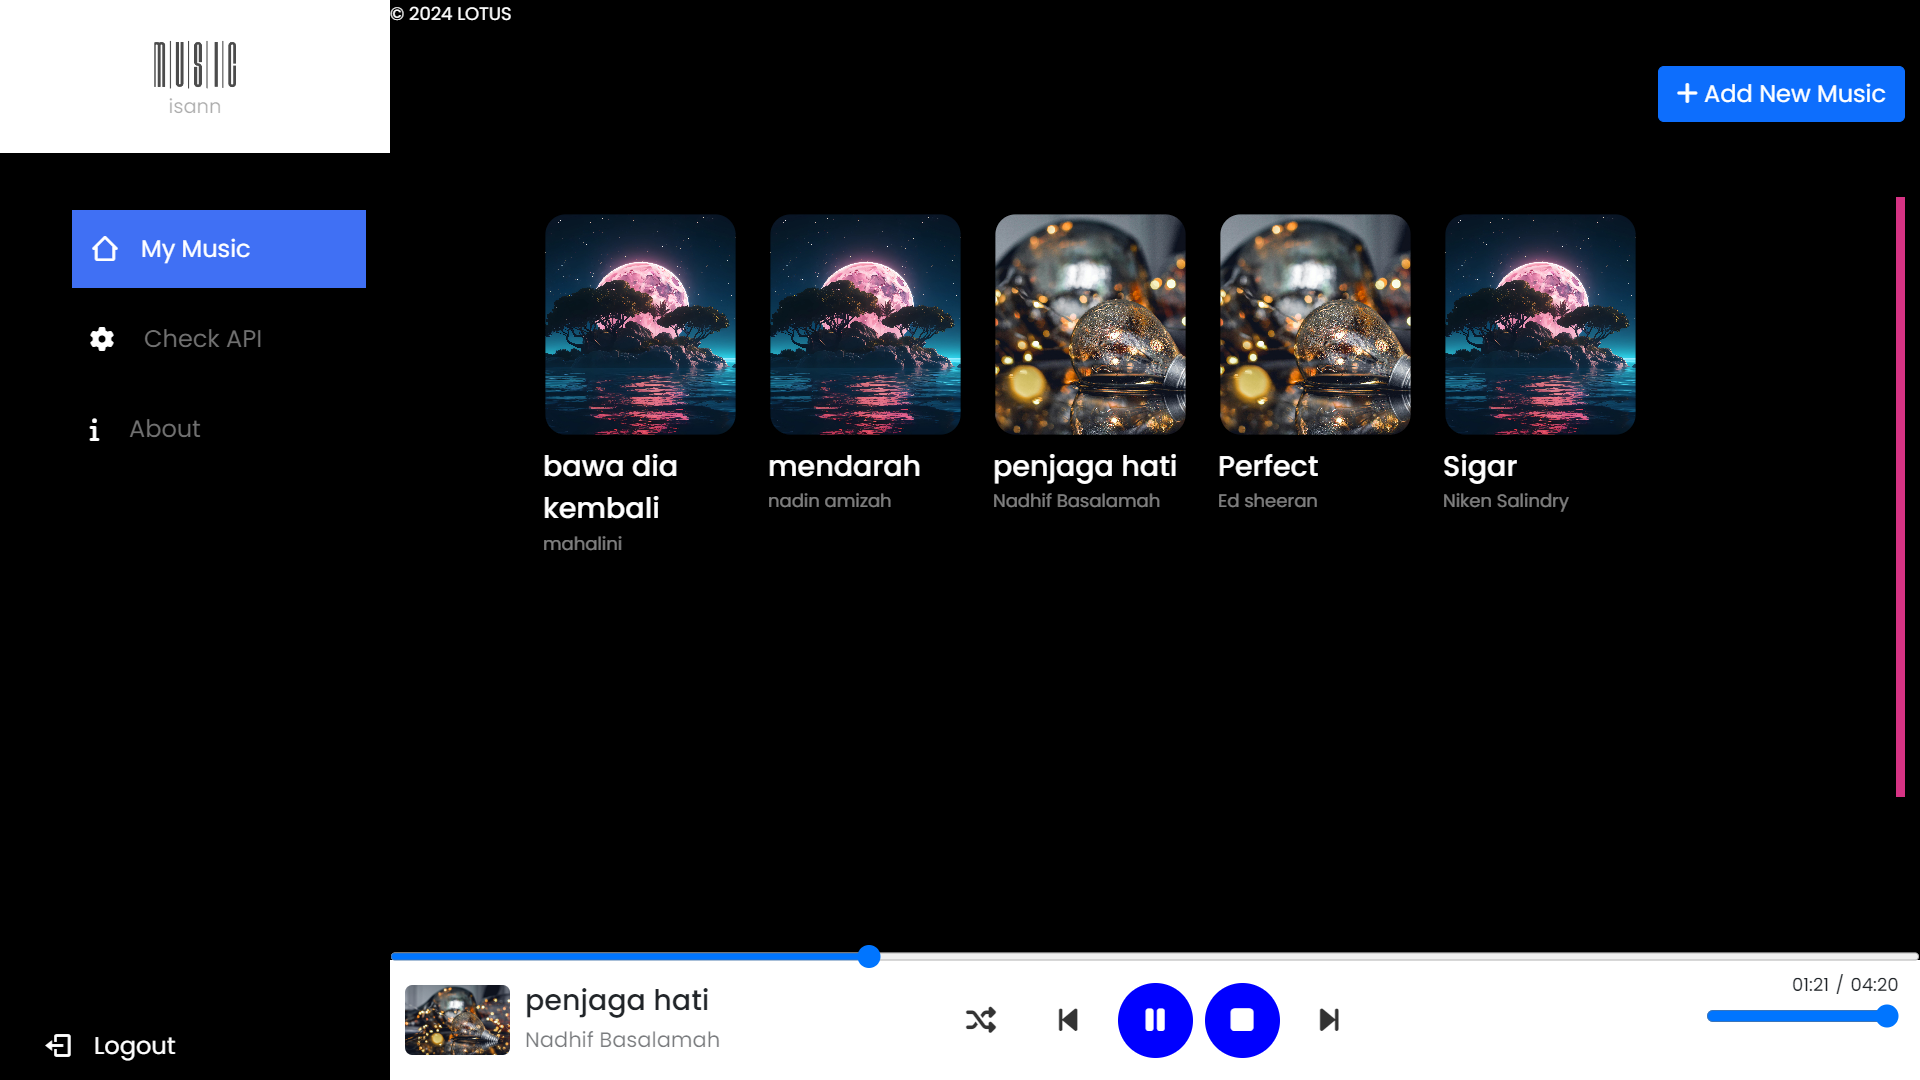 MUSIC
isann
© 2024 LOTUS
Add New Music
My Music
Check API
About
bawa dia
kembali
mahalini
mendarah
nadin amizah
penjaga hati
Nadhif Basalamah
Perfect
Ed sheeran
Sigar
Niken Salindry
Logout
penjaga hati
Nadhif Basalamah
01:21 / 04:20